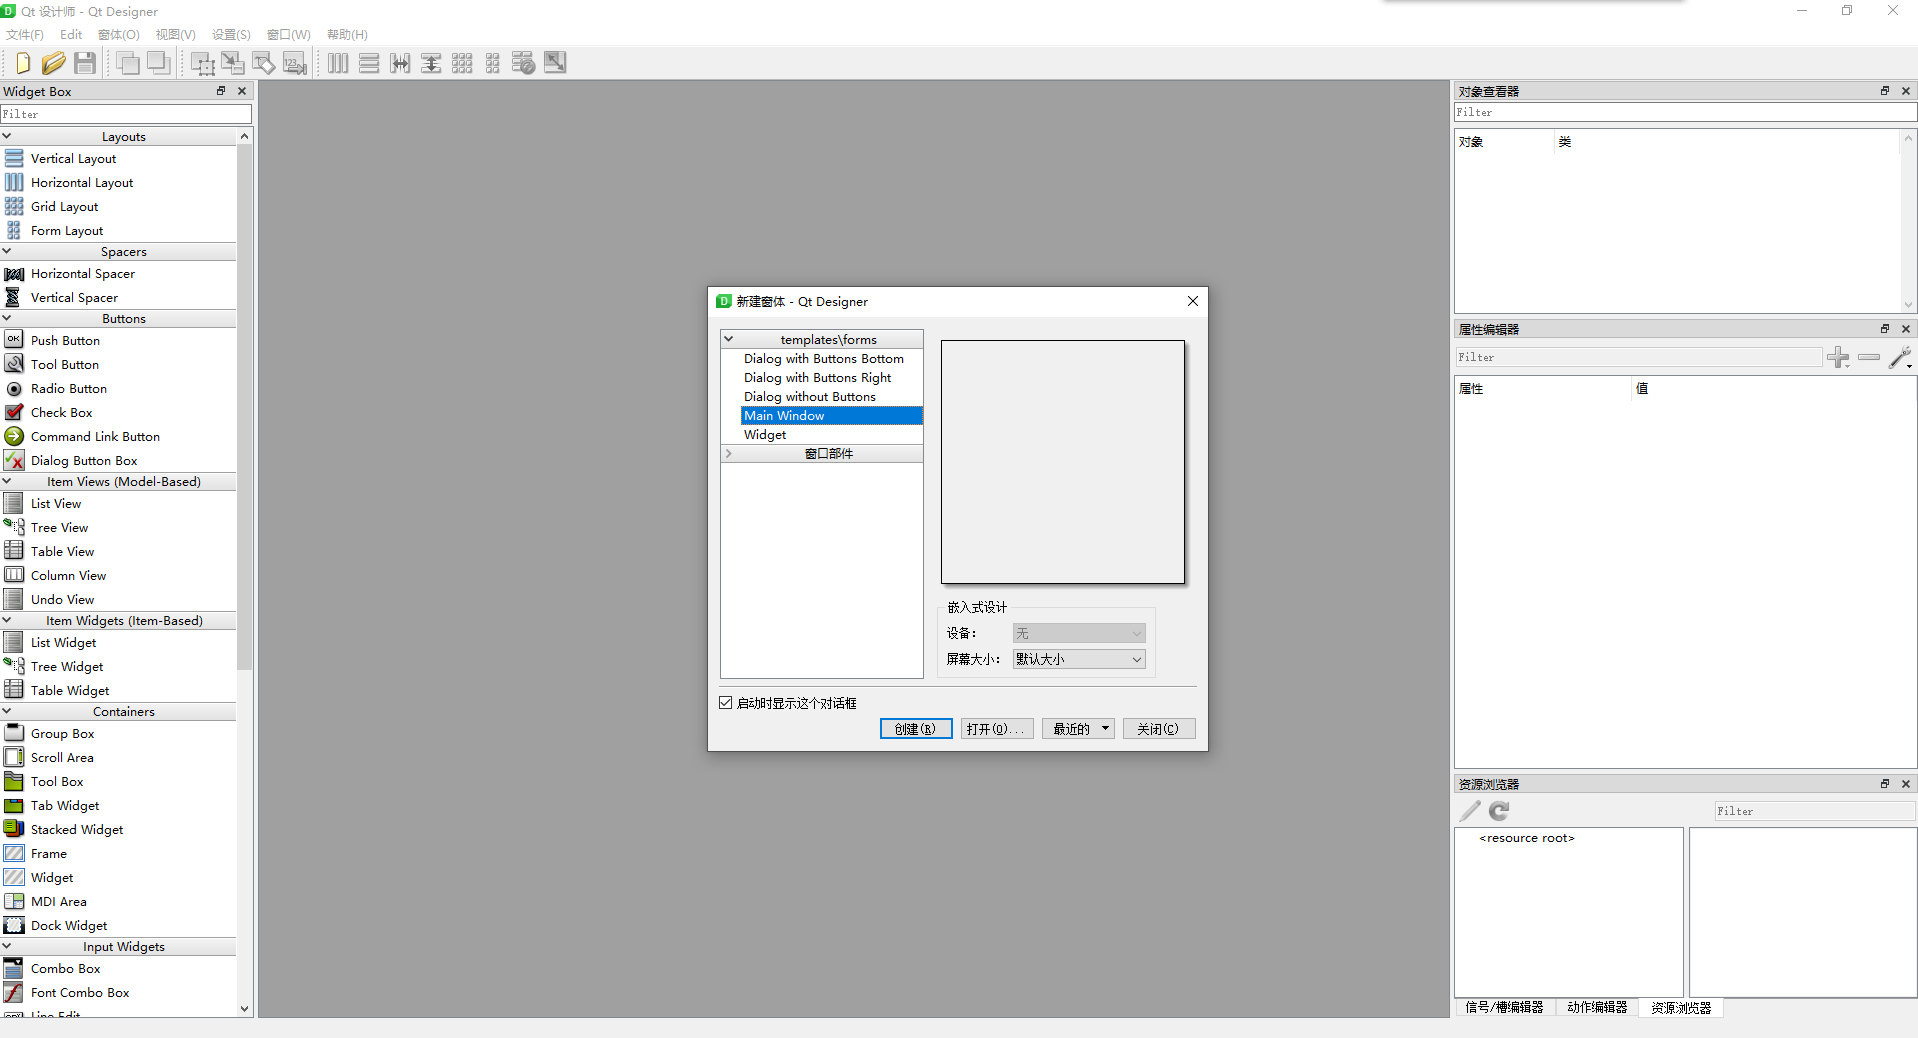 Qt 设计师 - Qt Designer
文件(F) Edit 窗体(O) 视图(V) 设置(S) 窗口(W) 帮助(H)
Widget Box
Filter
Layouts
Vertical Layout
Horizontal Layout
Grid Layout
Form Layout
Spacers
Horizontal Spacer
Vertical Spacer
Buttons
Push Button
Tool Button
Radio Button
Check Box
Command Link Button
Dialog Button Box
Item Views (Model-Based)
List View
Tree View
Table View
Column View
Undo View
Item Widgets (Item-Based)
List Widget
Tree Widget
Table Widget
Containers
Group Box
Scroll Area
Tool Box
Tab Widget
Stacked Widget
Frame
Widget
MDI Area
Dock Widget
Input Widgets
Combo Box
Font Combo Box
Line Edit
新建窗体 - Qt Designer
templates\forms
Dialog with Buttons Bottom
Dialog with Buttons Right
Dialog without Buttons
Main Window
Widget
窗口部件
嵌入式设计
设备： 无
屏幕大小： 默认大小
启动时显示这个对话框
创建(R) 打开(O)... 最近的 关闭(C)
对象查看器
Filter
对象 类
属性编辑器
Filter
属性 值
资源浏览器
Filter
<resource root>
信号/槽编辑器 动作编辑器 资源浏览器